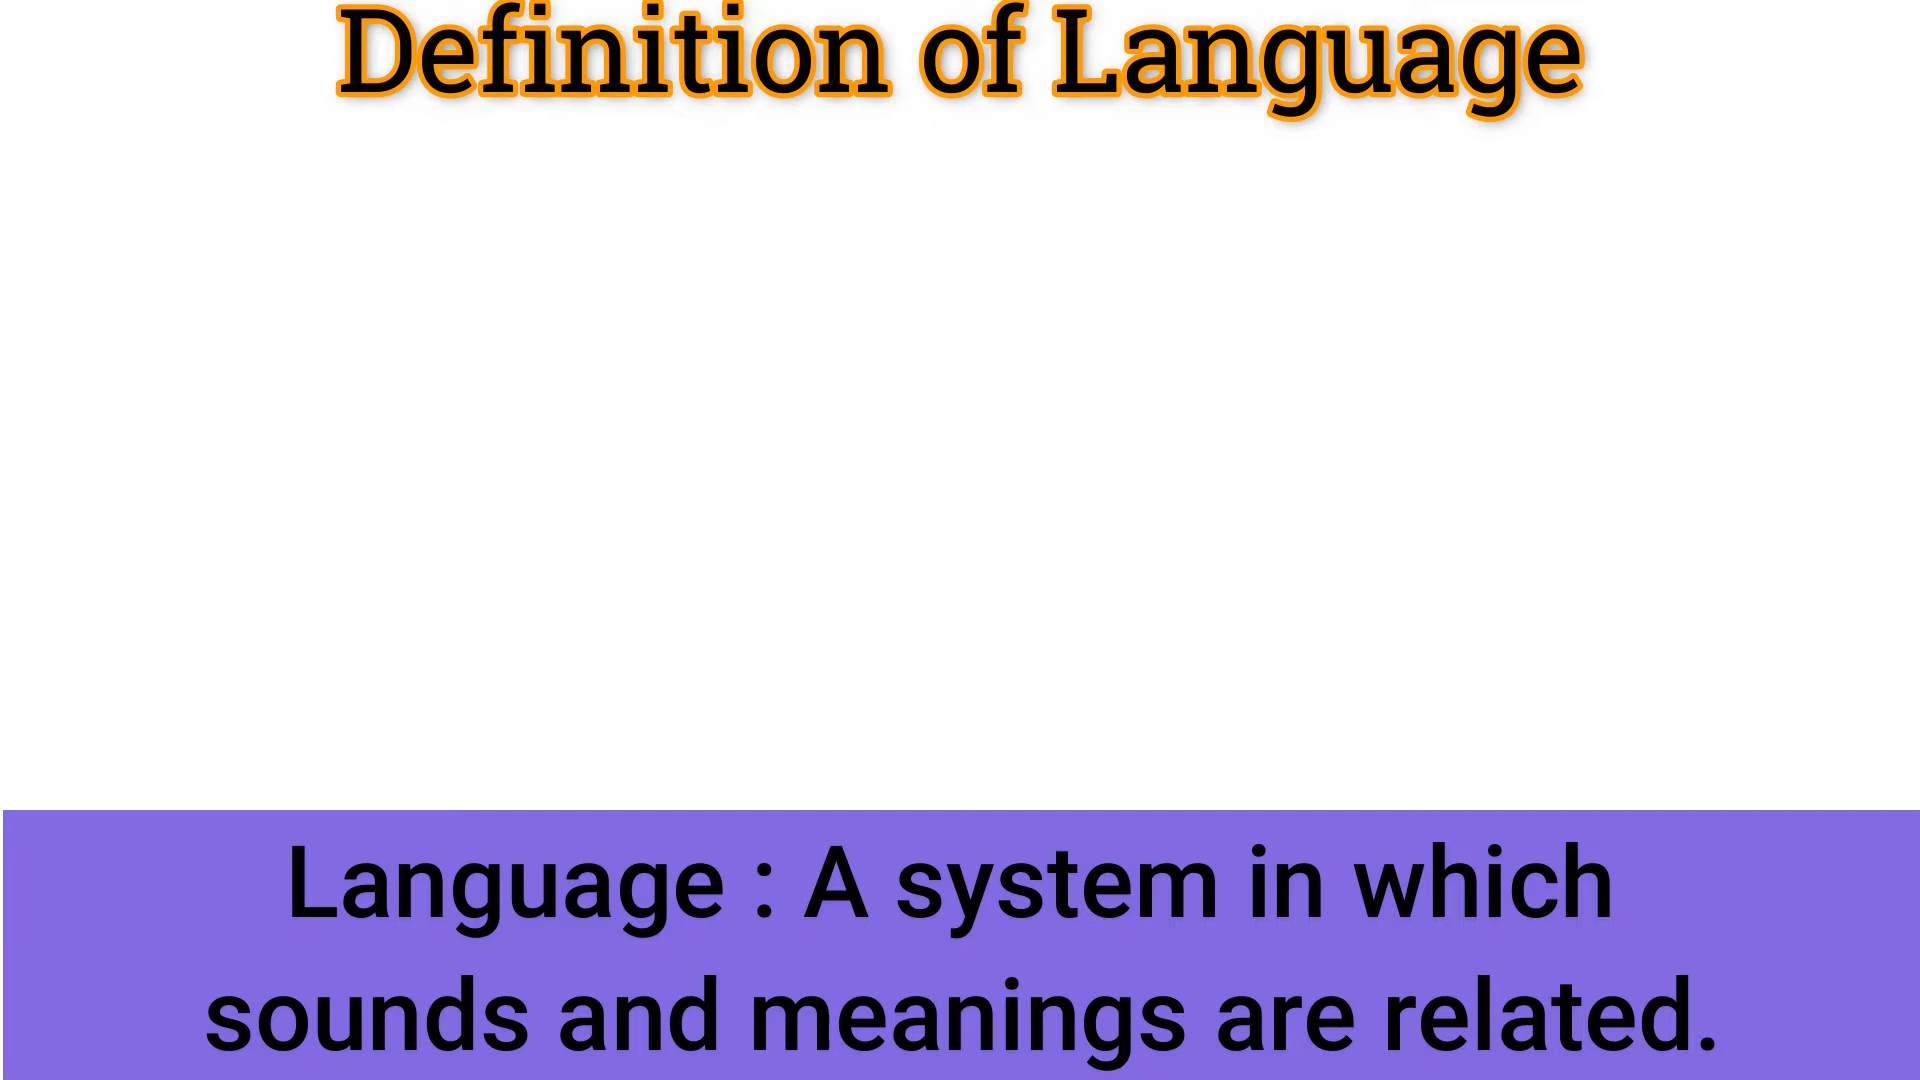 Definition of Language
Language : A system in which
sounds and meanings are related.